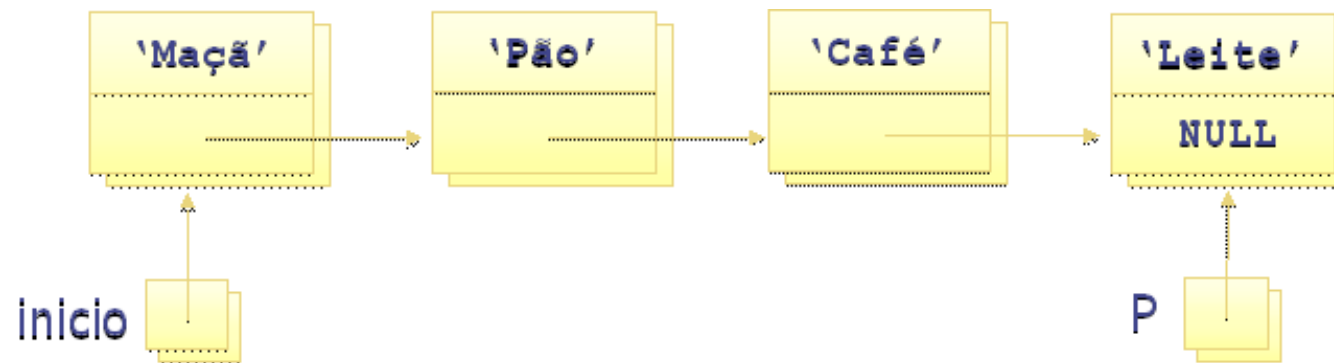 ‘Maçã’ ‘Pão’ ‘Café’ ‘Leite’
NULL
inicio P